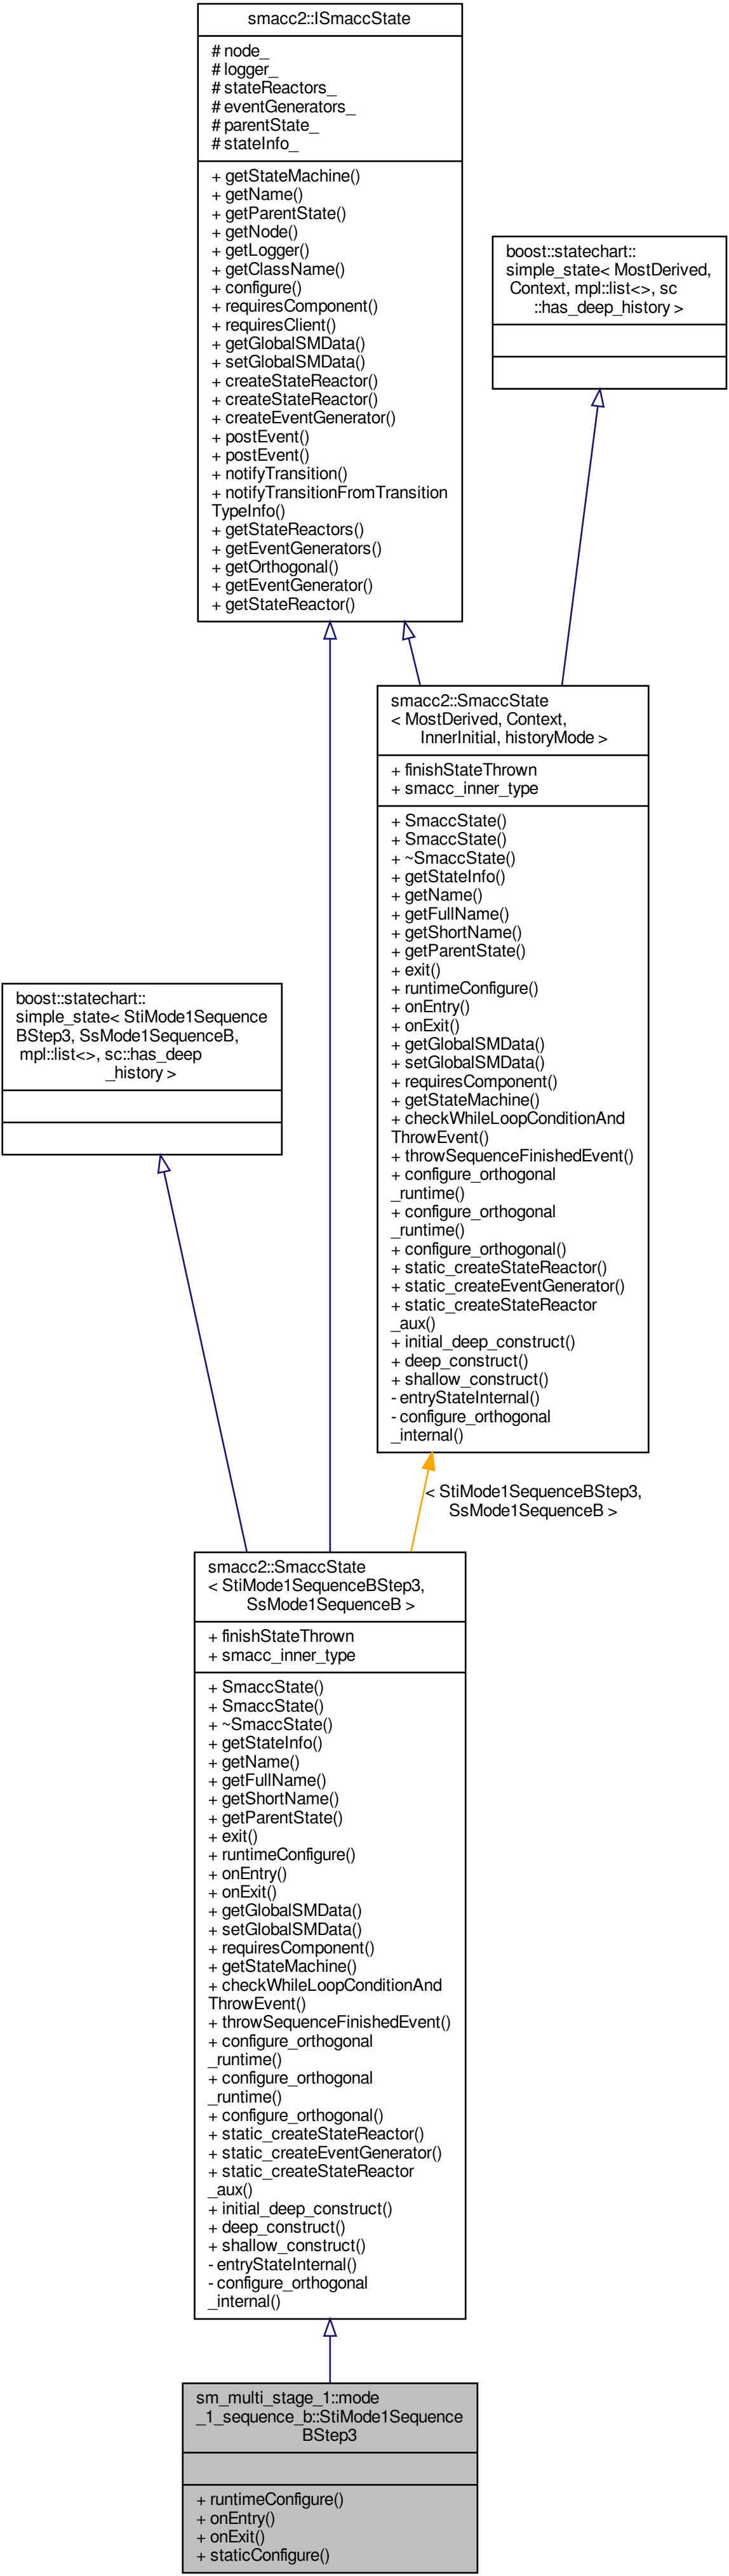 smacc2::ISmaccState
# node_
# logger_
# stateReactors_
# eventGenerators_
# parentState_
# stateInfo_
+ getStateMachine()
+ getName()
+ getParentState()
+ getNode()
+ getLogger()
+ getClassName()
+ configure()
+ requiresComponent()
+ requiresClient()
+ getGlobalSMData()
+ setGlobalSMData()
+ createStateReactor()
+ createStateReactor()
+ createEventGenerator()
+ postEvent()
+ postEvent()
+ notifyTransition()
+ notifyTransitionFromTransition
TypeInfo()
+ getStateReactors()
+ getEventGenerators()
+ getOrthogonal()
+ getEventGenerator()
+ getStateReactor()
boost::statechart::
simple_state< MostDerived,
Context, mpl::list<>, sc
::has_deep_history >
smacc2::SmaccState
< MostDerived, Context,
InnerInitial, historyMode >
+ finishStateThrown
+ smacc_inner_type
+ SmaccState()
+ SmaccState()
+ ~SmaccState()
+ getStateInfo()
+ getName()
+ getFullName()
+ getShortName()
+ getParentState()
+ exit()
+ runtimeConfigure()
+ onEntry()
+ onExit()
+ getGlobalSMData()
+ setGlobalSMData()
+ requiresComponent()
+ getStateMachine()
+ checkWhileLoopConditionAnd
ThrowEvent()
+ throwSequenceFinishedEvent()
+ configure_orthogonal
_runtime()
+ configure_orthogonal
_runtime()
+ configure_orthogonal()
+ static_createStateReactor()
+ static_createEventGenerator()
+ static_createStateReactor
_aux()
+ initial_deep_construct()
+ deep_construct()
+ shallow_construct()
- entryStateInternal()
- configure_orthogonal
_internal()
boost::statechart::
simple_state< StiMode1Sequence
BStep3, SsMode1SequenceB,
mpl::list<>, sc::has_deep
_history >
< StiMode1SequenceBStep3,
SsMode1SequenceB >
smacc2::SmaccState
< StiMode1SequenceBStep3,
SsMode1SequenceB >
+ finishStateThrown
+ smacc_inner_type
+ SmaccState()
+ SmaccState()
+ ~SmaccState()
+ getStateInfo()
+ getName()
+ getFullName()
+ getShortName()
+ getParentState()
+ exit()
+ runtimeConfigure()
+ onEntry()
+ onExit()
+ getGlobalSMData()
+ setGlobalSMData()
+ requiresComponent()
+ getStateMachine()
+ checkWhileLoopConditionAnd
ThrowEvent()
+ throwSequenceFinishedEvent()
+ configure_orthogonal
_runtime()
+ configure_orthogonal
_runtime()
+ configure_orthogonal()
+ static_createStateReactor()
+ static_createEventGenerator()
+ static_createStateReactor
_aux()
+ initial_deep_construct()
+ deep_construct()
+ shallow_construct()
- entryStateInternal()
- configure_orthogonal
_internal()
sm_multi_stage_1::mode
_1_sequence_b::StiMode1Sequence
BStep3
+ runtimeConfigure()
+ onEntry()
+ onExit()
+ staticConfigure()